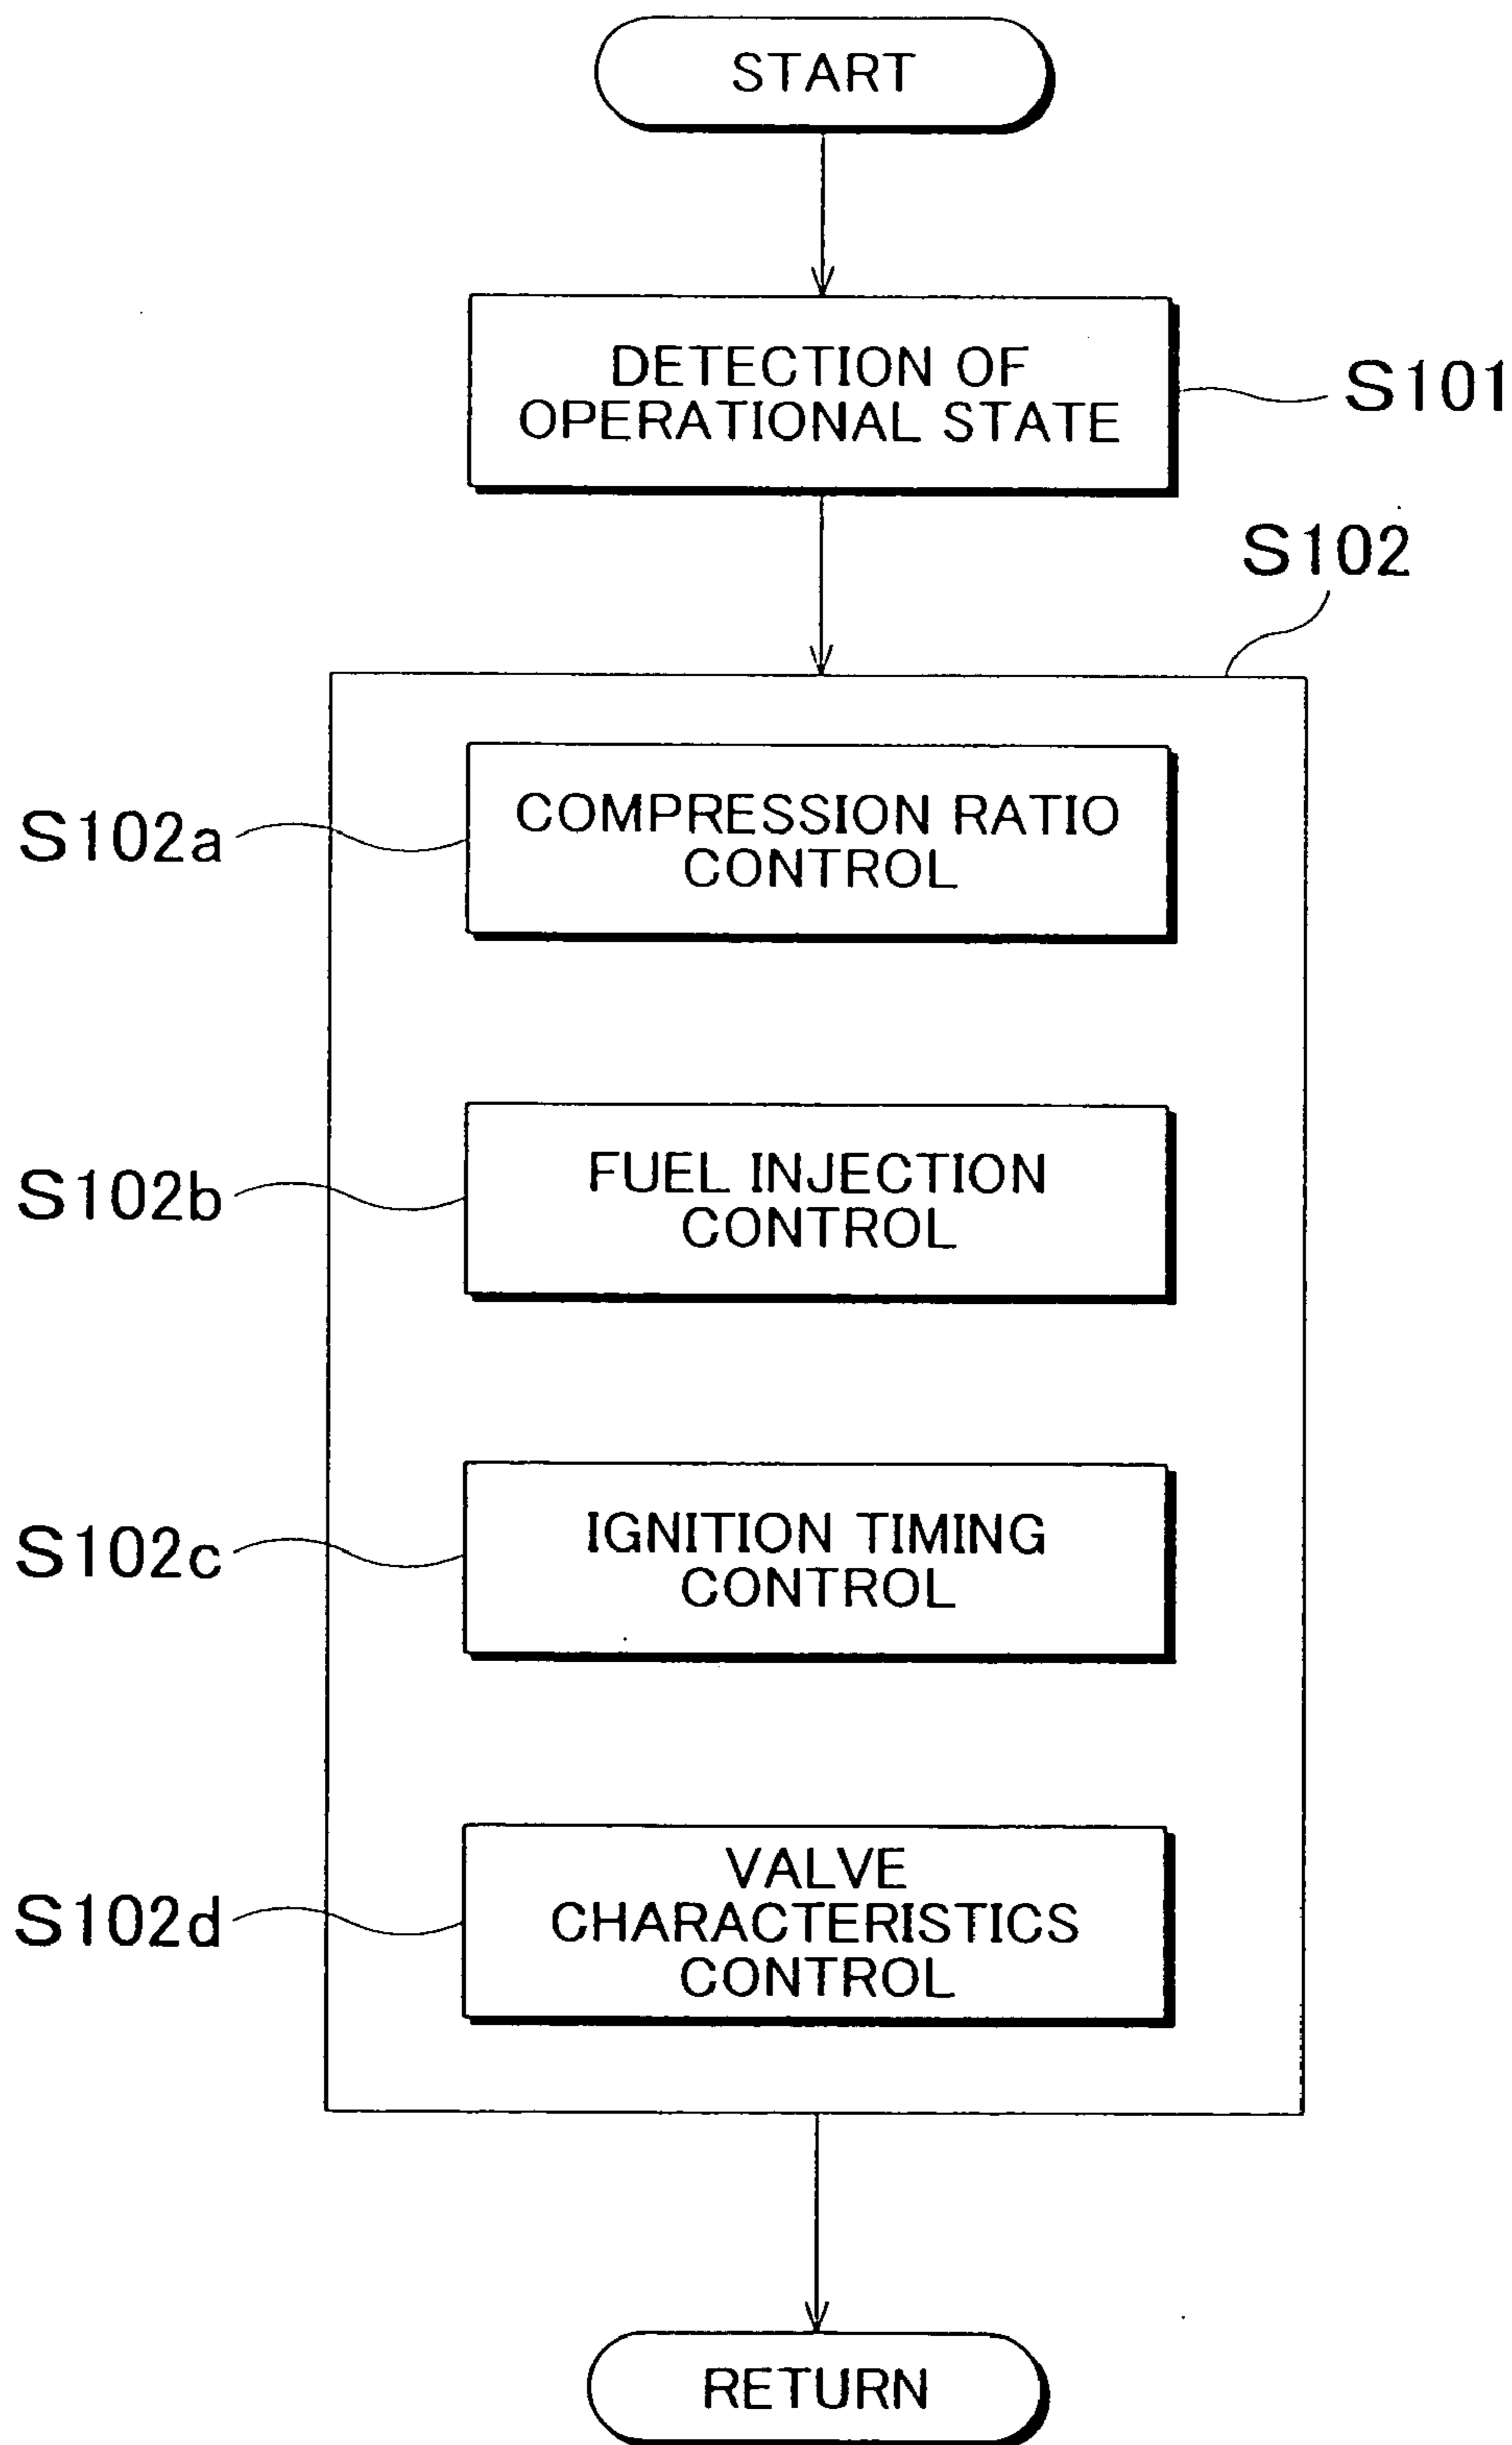 START
DETECTION OF
OPERATIONAL STATE
S101
S102
S102a
COMPRESSION RATIO
CONTROL
S102b
FUEL INJECTION
CONTROL
S102c
IGNITION TIMING
CONTROL
S102d
VALVE
CHARACTERISTICS
CONTROL
RETURN